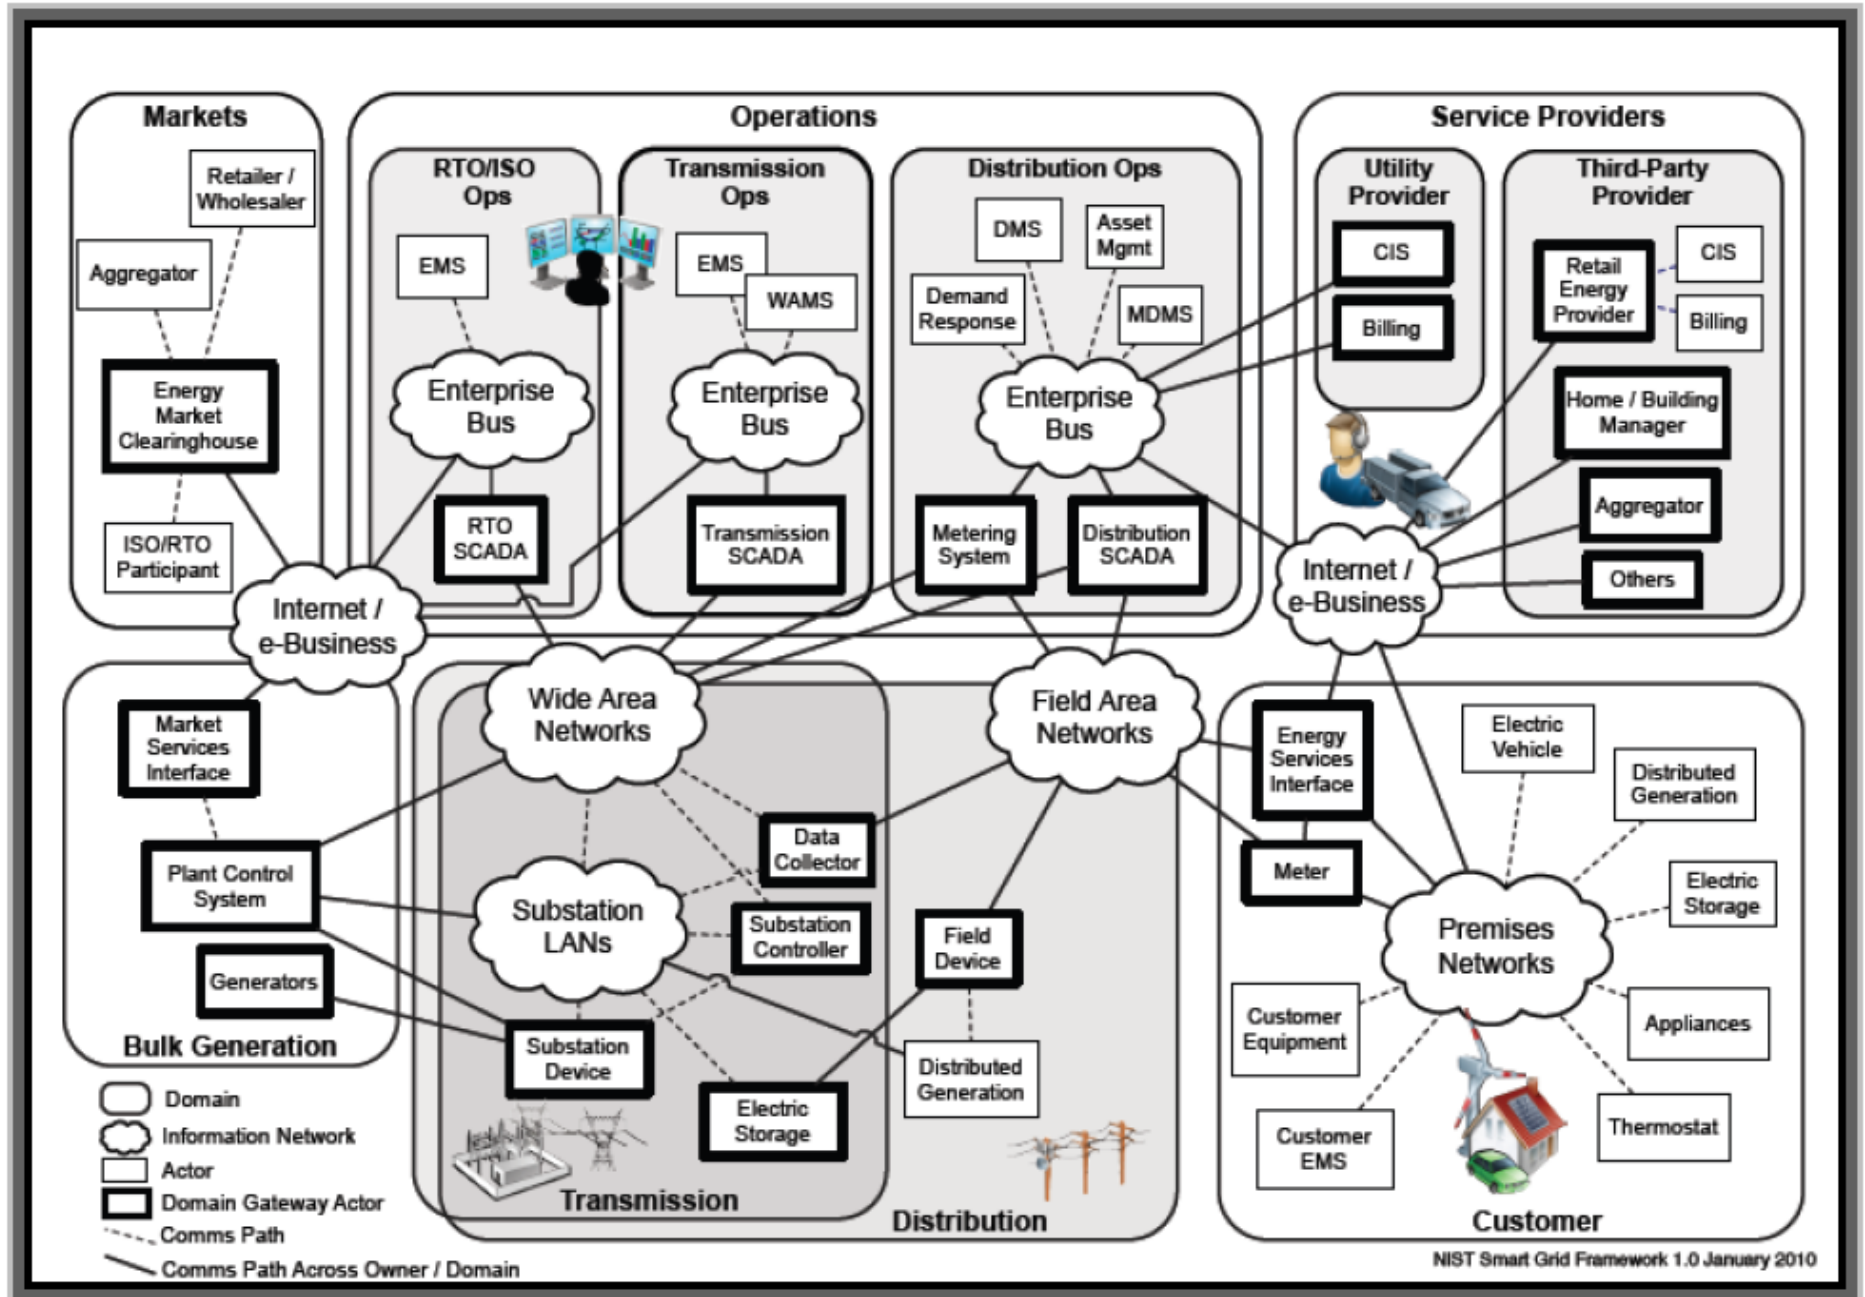 Markets
Retailer /
Wholesaler
Aggregator
Energy
Market
Clearinghouse
ISO/RTO
Participant
Operations
RTO/ISO
Ops
EMS
Enterprise
Bus
RTO
SCADA
Transmission
Ops
EMS
WAMS
Enterprise
Bus
Transmission
SCADA
Distribution Ops
DMS
Asset
Mgmt
Demand
Response
MDMS
Enterprise
Bus
Metering
System
Distribution
SCADA
Service Providers
Utility
Provider
CIS
Billing
Third-Party
Provider
Retail
Energy
Provider
CIS
Billing
Home / Building
Manager
Aggregator
Others
Internet /
e-Business
Internet /
e-Business
Market
Services
Interface
Plant Control
System
Generators
Bulk Generation
Wide Area
Networks
Field Area
Networks
Data
Collector
Substation
LANs
Substation
Controller
Field
Device
Substation
Device
Electric
Storage
Distributed
Generation
Transmission
Distribution
Energy
Services
Interface
Meter
Electric
Vehicle
Distributed
Generation
Electric
Storage
Premises
Networks
Customer
Equipment
Appliances
Customer
EMS
Thermostat
Customer
Domain
Information Network
Actor
Domain Gateway Actor
Comms Path
Comms Path Across Owner / Domain
NIST Smart Grid Framework 1.0 January 2010